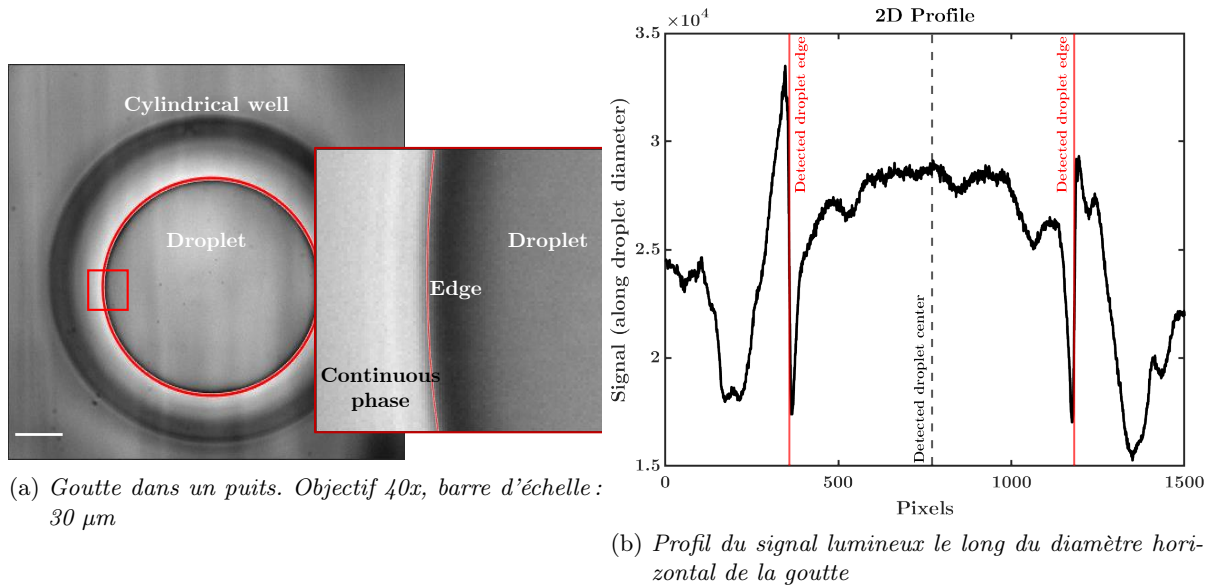 Cylindrical well
Droplet
Droplet
Edge
Continuous
phase
(a) Goutte dans un puits. Objectif 40x, barre d'échelle :
30 µm
2D Profile
×10⁴
3.5
3
2.5
2
1.5
Signal (along droplet diameter)
Detected droplet edge
Detected droplet center
Detected droplet edge
0
500
1000
1500
Pixels
(b) Profil du signal lumineux le long du diamètre hori-
zontal de la goutte